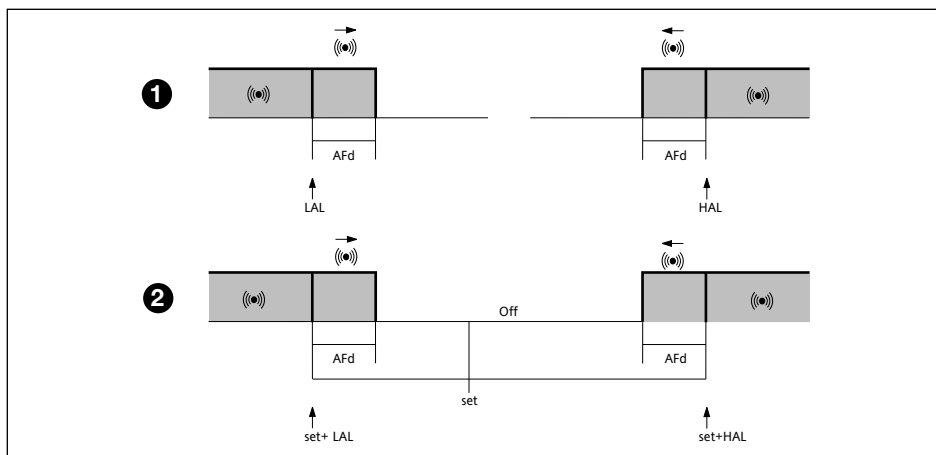 1
AFd AFd
LAL HAL
2
Off
AFd AFd
set
set+ LAL set+HAL